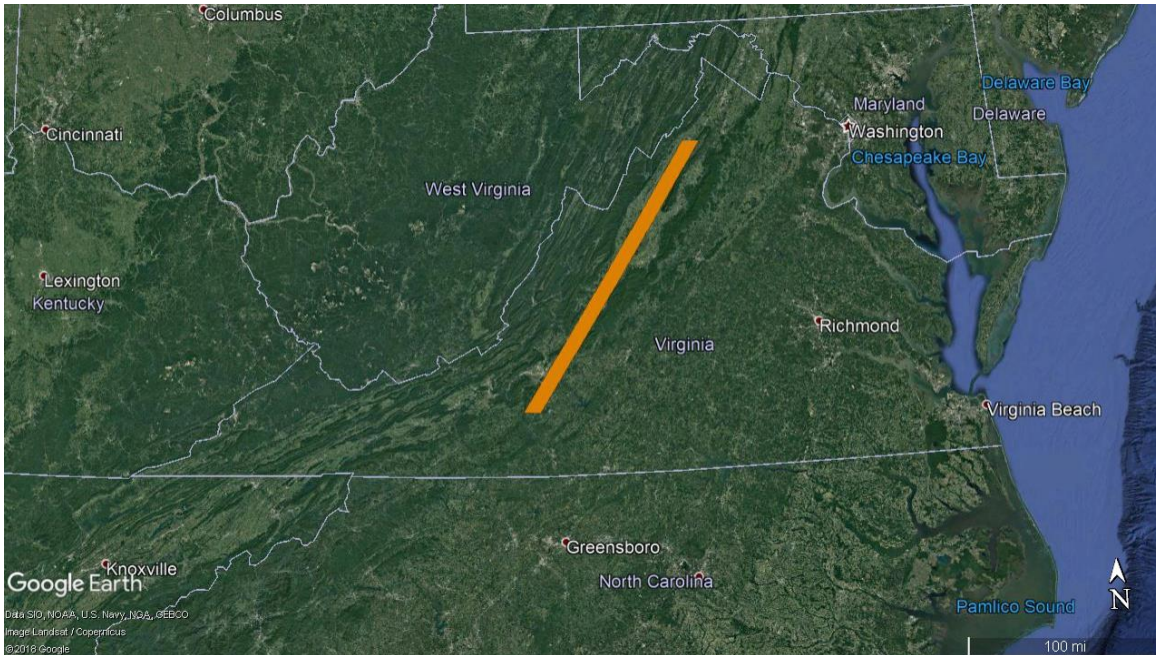 Columbus
Delaware Bay
Maryland
Delaware
Cincinnati
Washington
Chesapeake Bay
West Virginia
Lexington
Kentucky
Richmond
Virginia
Virginia Beach
Greensboro
Knoxville
North Carolina
Google Earth
N
Pamlico Sound
Data SIO, NOAA, U.S. Navy, NGA, GEBCO
Image Landsat / Copernicus
©2018 Google
100 mi